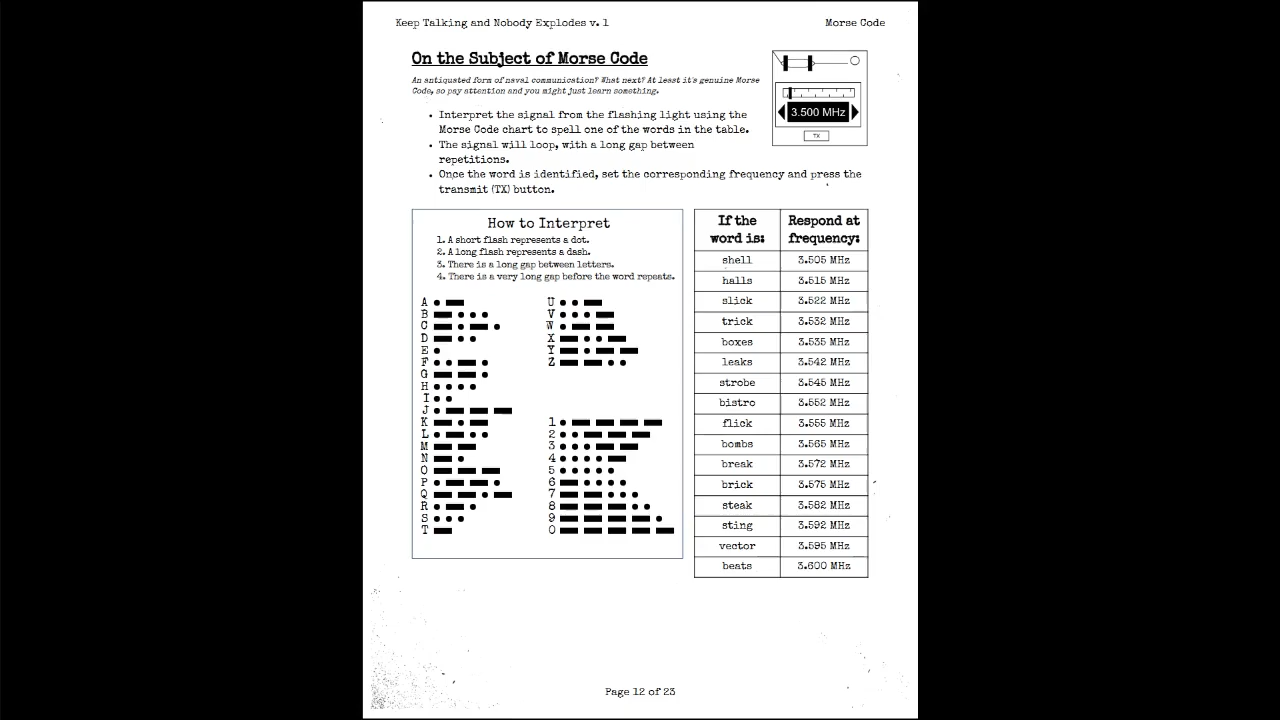 Keep Talking and Nobody Explodes v. 1
Morse Code
On the Subject of Morse Code
An antiquated form of naval communication? What next? At least it's genuine Morse
Code, so pay attention and you might just learn something.
3.500 MHz
TX
• Interpret the signal from the flashing light using the
Morse Code chart to spell one of the words in the table.
• The signal will loop, with a long gap between
repetitions.
• Once the word is identified, set the corresponding frequency and press the
transmit (TX) button.
How to Interpret
1. A short flash represents a dot.
2. A long flash represents a dash.
3. There is a long gap between letters.
4. There is a very long gap before the word repeats.
A
B
C
D
E
F
G
H
I
J
K
L
M
N
O
P
Q
R
S
T
U
V
W
X
Y
Z
1
2
3
4
5
6
7
8
9
0
If the word is: Respond at frequency:
shell 3.505 MHz
halls 3.515 MHz
slick 3.522 MHz
trick 3.532 MHz
boxes 3.535 MHz
leaks 3.542 MHz
strobe 3.545 MHz
bistro 3.552 MHz
flick 3.555 MHz
bombs 3.565 MHz
break 3.572 MHz
brick 3.575 MHz
steak 3.582 MHz
sting 3.592 MHz
vector 3.595 MHz
beats 3.600 MHz
Page 12 of 23